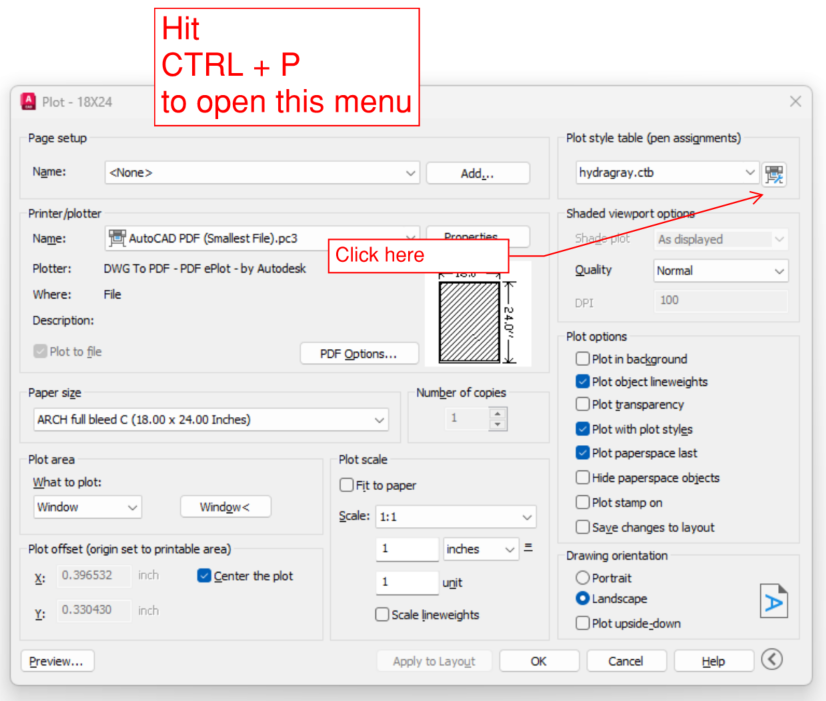 Hit
CTRL + P
to open this menu
Plot - 18X24
Page setup
Name: <None> Add...
Plot style table (pen assignments)
hydragray.ctb
Printer/plotter
Name: AutoCAD PDF (Smallest File).pc3 Properties
Click here
Plotter: DWG To PDF - PDF ePlot - by Autodesk
Where: File
Description:
Plot to file PDF Options...
24.0''
Shaded viewport options
Shade plot As displayed
Quality Normal
DPI 100
Paper size
ARCH full bleed C (18.00 x 24.00 Inches)
Number of copies
1
Plot options
Plot in background
Plot object lineweights
Plot transparency
Plot with plot styles
Plot paperspace last
Hide paperspace objects
Plot stamp on
Save changes to layout
Plot area
What to plot:
Window Window<
Plot scale
Fit to paper
Scale: 1:1
1 inches =
1 unit
Scale lineweights
Plot offset (origin set to printable area)
X: 0.396532 inch Center the plot
Y: 0.330430 inch
Drawing orientation
Portrait
Landscape
Plot upside-down
A
Preview... Apply to Layout OK Cancel Help